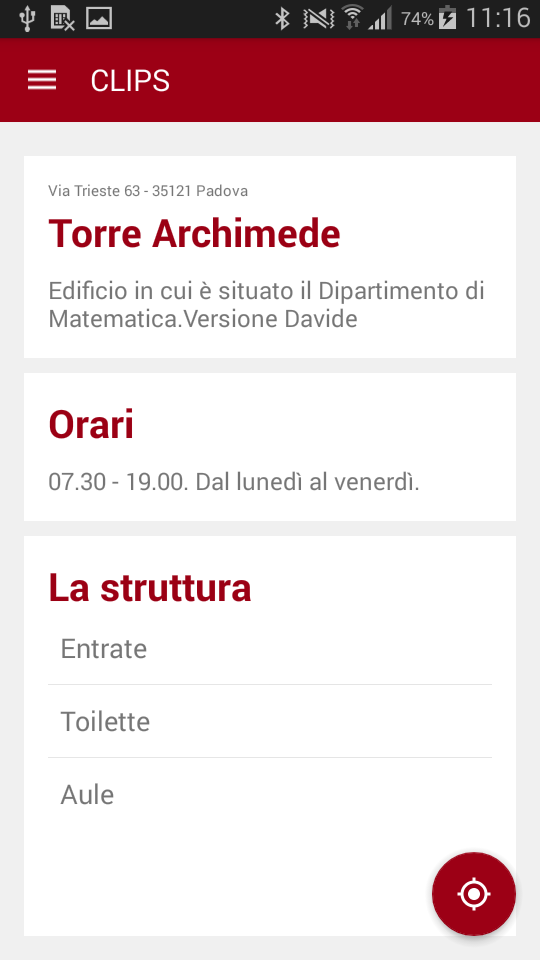 74% 11:16
CLIPS
Via Trieste 63 - 35121 Padova
Torre Archimede
Edificio in cui è situato il Dipartimento di
Matematica.Versione Davide
Orari
07.30 - 19.00. Dal lunedì al venerdì.
La struttura
Entrate
Toilette
Aule